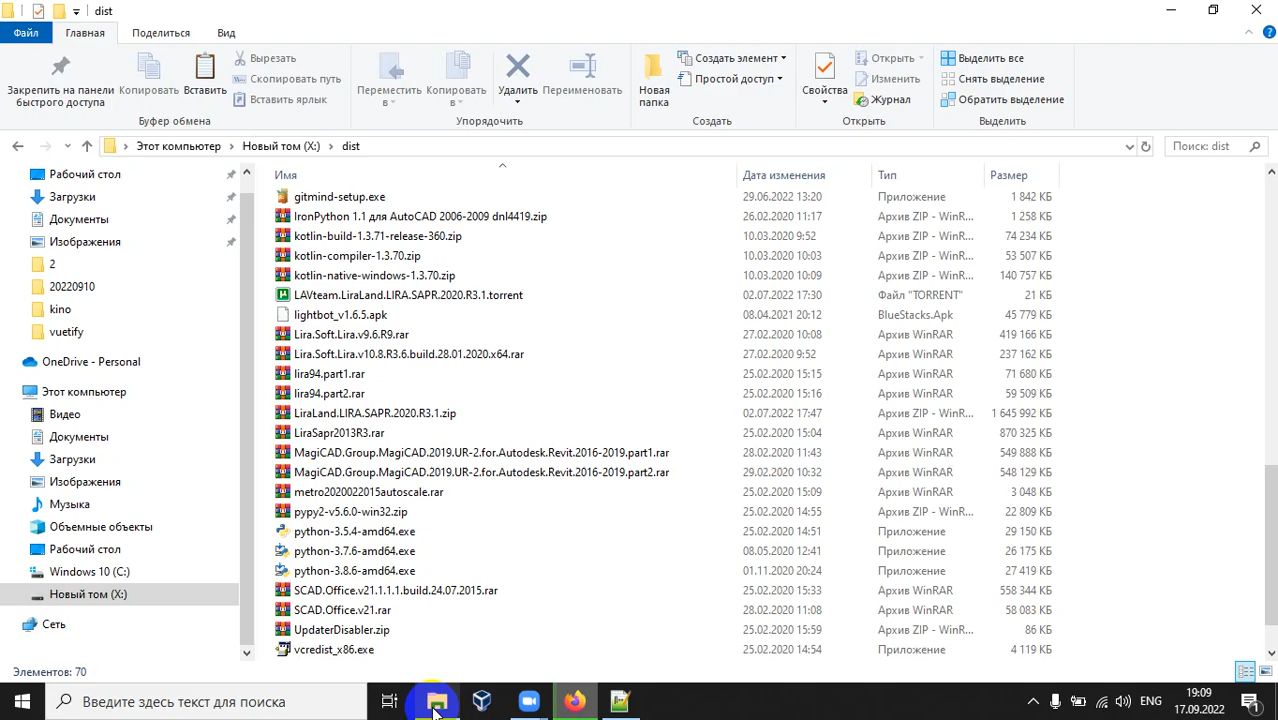 dist
Файл Главная Поделиться Вид
Закрепить на панели быстрого доступа
Копировать
Вставить
Вырезать
Скопировать путь
Вставить ярлык
Буфер обмена
Переместить в
Копировать в
Удалить
Переименовать
Упорядочить
Новая папка
Создать элемент
Простой доступ
Создать
Свойства
Открыть
Изменить
Журнал
Открыть
Выделить все
Снять выделение
Обратить выделение
Выделить
Этот компьютер Новый том (X:) dist
Поиск: dist
Рабочий стол
Загрузки
Документы
Изображения
2
20220910
kino
vuetify
OneDrive - Personal
Этот компьютер
Видео
Документы
Загрузки
Изображения
Музыка
Объемные объекты
Рабочий стол
Windows 10 (C:)
Новый том (X:)
Сеть
Имя Дата изменения Тип Размер
gitmind-setup.exe 29.06.2022 13:20 Приложение 1 842 КБ
IronPython 1.1 для AutoCAD 2006-2009 dnl4419.zip 26.02.2020 11:17 Архив ZIP - WinR... 1 258 КБ
kotlin-build-1.3.71-release-360.zip 10.03.2020 9:52 Архив ZIP - WinR... 74 234 КБ
kotlin-compiler-1.3.70.zip 10.03.2020 10:03 Архив ZIP - WinR... 53 507 КБ
kotlin-native-windows-1.3.70.zip 10.03.2020 10:09 Архив ZIP - WinR... 140 757 КБ
LAVteam.LiraLand.LIRA.SAPR.2020.R3.1.torrent 02.07.2022 17:30 Файл "TORRENT" 21 КБ
lightbot_v1.6.5.apk 08.04.2021 20:12 BlueStacks.Apk 45 779 КБ
Lira.Soft.Lira.v9.6.R9.rar 27.02.2020 10:08 Архив WinRAR 419 166 КБ
Lira.Soft.Lira.v10.8.R3.6.build.28.01.2020.x64.rar 27.02.2020 9:52 Архив WinRAR 237 162 КБ
lira94.part1.rar 25.02.2020 15:15 Архив WinRAR 71 680 КБ
lira94.part2.rar 25.02.2020 15:16 Архив WinRAR 59 509 КБ
LiraLand.LIRA.SAPR.2020.R3.1.zip 02.07.2022 17:47 Архив ZIP - WinR... 1 645 992 КБ
LiraSapr2013R3.rar 25.02.2020 15:04 Архив WinRAR 870 325 КБ
MagiCAD.Group.MagiCAD.2019.UR-2.for.Autodesk.Revit.2016-2019.part1.rar 28.02.2020 11:43 Архив WinRAR 549 888 КБ
MagiCAD.Group.MagiCAD.2019.UR-2.for.Autodesk.Revit.2016-2019.part2.rar 29.02.2020 10:32 Архив WinRAR 548 129 КБ
metro2020022015autoscale.rar 25.02.2020 15:09 Архив WinRAR 3 048 КБ
pypy2-v5.6.0-win32.zip 25.02.2020 14:55 Архив ZIP - WinR... 22 809 КБ
python-3.5.4-amd64.exe 25.02.2020 14:51 Приложение 29 150 КБ
python-3.7.6-amd64.exe 08.05.2022 12:41 Приложение 26 175 КБ
python-3.8.6-amd64.exe 01.11.2020 20:24 Приложение 27 419 КБ
SCAD.Office.v21.1.1.1.build.24.07.2015.rar 25.02.2020 15:33 Архив WinRAR 558 344 КБ
SCAD.Office.v21.rar 28.02.2020 11:08 Архив WinRAR 58 083 КБ
UpdaterDisabler.zip 25.02.2020 15:59 Архив ZIP - WinR... 86 КБ
vcredist_x86.exe 25.02.2020 14:54 Приложение 4 119 КБ
Элементов: 70
Введите здесь текст для поиска
ENG
19:09
17.09.2022
1